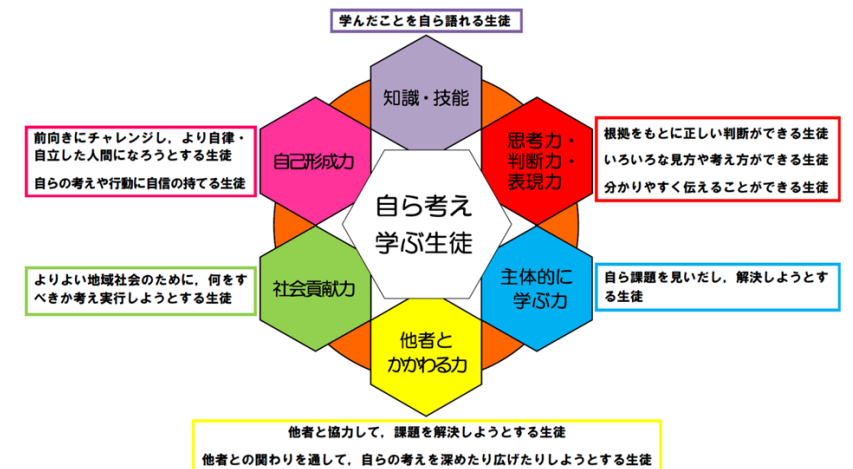 学んだことを自ら語れる生徒
知識・技能
前向きにチャレンジし，より自律・
自立した人間になろうとする生徒
自らの考えや行動に自信の持てる生徒
自己形成力
思考力・
判断力・
表現力
根拠をもとに正しい判断ができる生徒
いろいろな見方や考え方ができる生徒
分かりやすく伝えることができる生徒
自ら考え
学ぶ生徒
よりよい地域社会のために，何をす
べきか考え実行しようとする生徒
社会貢献力
主体的に
学ぶ力
自ら課題を見いだし，解決しようとす
る生徒
他者と
かかわる力
他者と協力して，課題を解決しようとする生徒
他者との関わりを通して，自らの考えを深めたり広げたりしようとする生徒